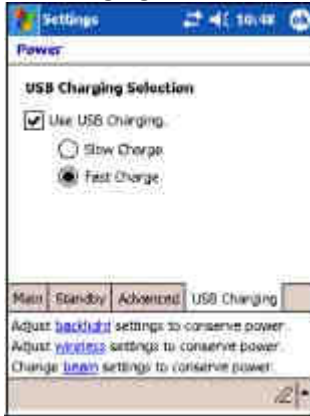 Settings 10:48 ok
Power
USB Charging Selection
Use USB Charging.
Slow Charge
Fast Charge
Main Standby Advanced USB Charging
Adjust backlight settings to conserve power.
Adjust wireless settings to conserve power.
Change beam settings to conserve power.